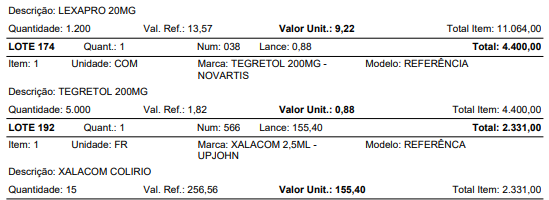 Descrição: LEXAPRO 20MG
Quantidade: 1.200 Val. Ref.: 13,57 Valor Unit.: 9,22 Total Item: 11.064,00
LOTE 174 Quant.: 1 Num: 038 Lance: 0,88 Total: 4.400,00
Item: 1 Unidade: COM Marca: TEGRETOL 200MG - Modelo: REFERÊNCIA
NOVARTIS
Descrição: TEGRETOL 200MG
Quantidade: 5.000 Val. Ref.: 1,82 Valor Unit.: 0,88 Total Item: 4.400,00
LOTE 192 Quant.: 1 Num: 566 Lance: 155,40 Total: 2.331,00
Item: 1 Unidade: FR Marca: XALACOM 2,5ML - Modelo: REFERÊNCA
UPJOHN
Descrição: XALACOM COLIRIO
Quantidade: 15 Val. Ref.: 256,56 Valor Unit.: 155,40 Total Item: 2.331,00